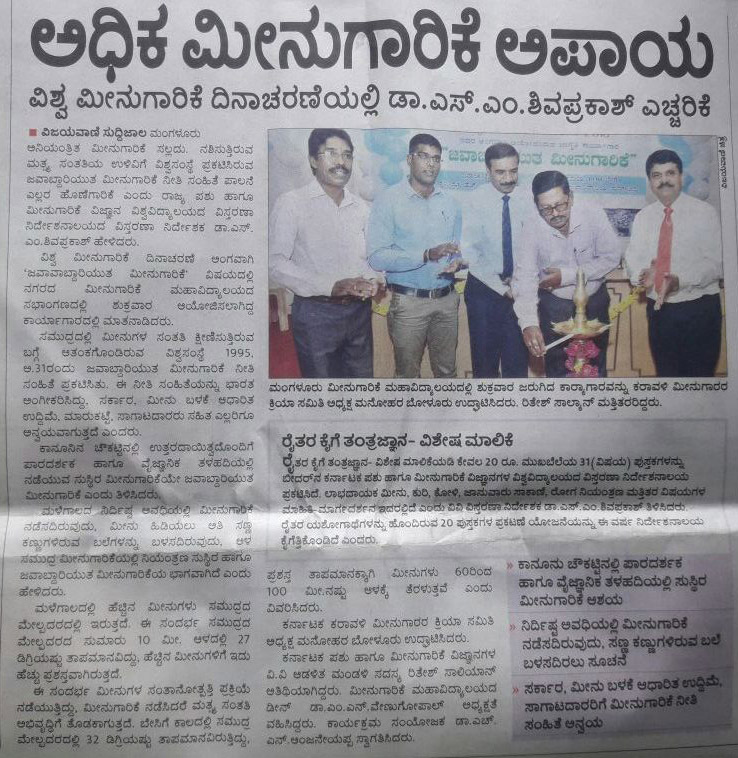 ಅಧಿಕ ಮೀನುಗಾರಿಕೆ ಅಪಾಯ
ವಿಶ್ವ ಮೀನುಗಾರಿಕೆ ದಿನಾಚರಣೆಯಲ್ಲಿ ಡಾ.ಎಸ್.ಎಂ.ಶಿವಪ್ರಕಾಶ್ ಎಚ್ಚರಿಕೆ
■ ವಿಜಯವಾಣಿ ಸುದ್ದಿಜಾಲ ಮಂಗಳೂರು
ಅನಿಯಂತ್ರಿತ ಮೀನುಗಾರಿಕೆ ಸಲ್ಲದು. ನಶಿಸುತ್ತಿರುವ
ಮತ್ಸ್ಯ ಸಂತತಿಯ ಉಳಿವಿಗೆ ವಿಶ್ವಸಂಸ್ಥೆ ಪ್ರಕಟಿಸಿದ
ಜವಾಬ್ದಾರಿಯುತ ಮೀನುಗಾರಿಕೆ ನೀತಿ ಸಂಹಿತೆ ಪಾಲನೆ
ಎಲ್ಲರ ಹೊಣೆಗಾರಿಕೆ ಎಂದು ರಾಜ್ಯ ಪಶು ಹಾಗೂ
ಮೀನುಗಾರಿಕೆ ವಿಜ್ಞಾನ ವಿಶ್ವವಿದ್ಯಾಲಯದ ವಿಸ್ತರಣಾ
ನಿರ್ದೇಶನಾಲಯದ ವಿಸ್ತರಣಾ ನಿರ್ದೇಶಕ ಡಾ.ಎಸ್.
ಎಂ.ಶಿವಪ್ರಕಾಶ್ ಹೇಳಿದರು.
ವಿಶ್ವ ಮೀನುಗಾರಿಕೆ ದಿನಾಚರಣೆ ಅಂಗವಾಗಿ
'ಜವಾವಾಬ್ದಾರಿಯುತ ಮೀನುಗಾರಿಕೆ' ವಿಷಯದಲ್ಲಿ
ನಗರದ ಮೀನುಗಾರಿಕೆ ಮಹಾವಿದ್ಯಾಲಯದ
ಸಭಾಂಗಣದಲ್ಲಿ ಶುಕ್ರವಾರ ಆಯೋಜಿಸಲಾಗಿದ್ದ
ಕಾರ್ಯಾಗಾರದಲ್ಲಿ ಮಾತನಾಡಿದರು.
ಸಮುದ್ರದಲ್ಲಿ ಮೀನುಗಳ ಸಂತತಿ ಕ್ಷೀಣಿಸುತ್ತಿರುವ
ಬಗ್ಗೆ ಆತಂಕಗೊಂಡಿರುವ ವಿಶ್ವಸಂಸ್ಥೆ 1995,
ಅ.31ರಂದು ಜವಾಬ್ದಾರಿಯುತ ಮೀನುಗಾರಿಕೆ ನೀತಿ
ಸಂಹಿತೆ ಪ್ರಕಟಿಸಿತು. ಈ ನೀತಿ ಸಂಹಿತೆಯನ್ನು ಭಾರತ
ಅಂಗೀಕರಿಸಿದ್ದು, ಸರ್ಕಾರ, ಮೀನು ಬಳಕೆ ಆಧಾರಿತ
ಉದ್ದಿಮೆ. ಮಾರುಕಟ್ಟೆ, ಸಾಗಾಟದಾರರು ಸಹಿತ ಎಲ್ಲರಿಗೂ
ಅನ್ವಯವಾಗುತ್ತದೆ ಎಂದರು.
ಕಾನೂನಿನ ಚೌಕಟ್ಟಿನಲ್ಲಿ ಉತ್ತರದಾಯಿತ್ವದೊಂದಿಗೆ
ಪಾರದರ್ಶಕ ಹಾಗೂ ವೈಜ್ಞಾನಿಕ ತಳಹದಿಯಲ್ಲಿ
ನಡೆಯುವ ಸುಸ್ಥಿರ ಮೀನುಗಾರಿಕೆಯೇ ಜವಾಬ್ದಾರಿಯುತ
ಮೀನುಗಾರಿಕೆ ಎಂದು ತಿಳಿಸಿದರು.
ಮಳೆಗಾಲದ ನಿರ್ದಿಷ್ಟ ಅವಧಿಯಲ್ಲಿ ಮೀನುಗಾರಿಕೆ
ನಡೆಸದಿರುವುದು, ಮೀನು ಹಿಡಿಯಲು ಅತಿ ಸಣ್ಣ
ಕಣ್ಣುಗಳಿರುವ ಬಲೆಗಳನ್ನು ಬಳಸದಿರುವುದು, ಆಳ
ಸಮುದ್ರ ಮೀನುಗಾರಿಕೆಯಲ್ಲಿ ನಿಯಂತ್ರಣ ಸುಸ್ಥಿರ ಹಾಗೂ
ಜವಾಬ್ದಾರಿಯುತ ಮೀನುಗಾರಿಕೆಯ ಭಾಗವಾಗಿದೆ ಎಂದು
ಹೇಳಿದರು.
ಮಳೆಗಾಲದಲ್ಲಿ ಹೆಚ್ಚಿನ ಮೀನುಗಳು ಸಮುದ್ರದ
ಮೇಲ್ಪದರದಲ್ಲಿ ಇರುತ್ತದೆ. ಈ ಸಂದರ್ಭ ಸಮುದ್ರದ
ಮೇಲ್ಪದರದ ಸುಮಾರು 10 ಮೀ. ಆಳದಲ್ಲಿ 27
ಡಿಗ್ರಿಯಷ್ಟು ತಾಪಮಾನವಿದ್ದು, ಹೆಚ್ಚಿನ ಮೀನುಗಳಿಗೆ ಇದು
ಹೆಚ್ಚು ಪ್ರಶಸ್ತವಾಗಿರುತ್ತದೆ.
ಈ ಸಂದರ್ಭ ಮೀನುಗಳ ಸಂತಾನೋತ್ಪತ್ತಿ ಪ್ರಕ್ರಿಯೆ
ನಡೆಯುತ್ತಿದ್ದು, ಮೀನುಗಾರಿಕೆ ನಡೆಸಿದರೆ ಮತ್ಸ್ಯ ಸಂತತಿ
ಅಭಿವೃದ್ಧಿಗೆ ತೊಡಕಾಗುತ್ತದೆ. ಬೇಸಿಗೆ ಕಾಲದಲ್ಲಿ ಸಮುದ್ರ
ಮೇಲ್ಪದರದಲ್ಲಿ 32 ಡಿಗ್ರಿಯಷ್ಟು ತಾಪಮಾನವಿರುತ್ತಿದ್ದು,
"ಜವಾಬ್ದಾರಿಯುತ ಮೀನುಗಾರಿಕೆ"
ವಿಜಯವಾಣಿ ಚಿತ್ರ
ಮಂಗಳೂರು ಮೀನುಗಾರಿಕೆ ಮಹಾವಿದ್ಯಾಲಯದಲ್ಲಿ ಶುಕ್ರವಾರ ಜರುಗಿದ ಕಾರ್ಯಾಗಾರವನ್ನು ಕರಾವಳಿ ಮೀನುಗಾರರ
ಕ್ರಿಯಾ ಸಮಿತಿ ಅಧ್ಯಕ್ಷ ಮನೋಹರ ಬೋಳೂರು ಉದ್ಘಾಟಿಸಿದರು. ರಿತೇಶ್ ಸಾಲ್ಯಾನ್ ಮತ್ತಿತರರಿದ್ದರು.
ರೈತರ ಕೈಗೆ ತಂತ್ರಜ್ಞಾನ- ವಿಶೇಷ ಮಾಲಿಕೆ
ರೈತರ ಕೈಗೆ ತಂತ್ರಜ್ಞಾನ- ವಿಶೇಷ ಮಾಲಿಕೆಯಡಿ ಕೇವಲ 20 ರೂ. ಮುಖಬೆಲೆಯ 31(ವಿಷಯ) ಪುಸ್ತಕಗಳನ್ನು
ಬೀದರ್‌ನ ಕರ್ನಾಟಕ ಪಶು ಹಾಗೂ ಮೀನುಗಾರಿಕೆ ವಿಜ್ಞಾನಗಳ ವಿಶ್ವವಿದ್ಯಾಲಯದ ವಿಸ್ತರಣಾ ನಿರ್ದೇಶನಾಲಯ
ಪ್ರಕಟಿಸಿದೆ. ಲಾಭದಾಯಕ ಮೀನು, ಕುರಿ, ಕೋಳಿ, ಜಾನುವಾರು ಸಾಕಾಣೆ, ರೋಗ ನಿಯಂತ್ರಣ ಮತ್ತಿತರ ವಿಷಯಗಳ
ಮಾಹಿತಿ, ಮಾರ್ಗದರ್ಶನ ಇದರಲ್ಲಿದೆ ಎಂದು ವಿವಿ ವಿಸ್ತರಣಾ ನಿರ್ದೇಶಕ ಡಾ.ಎಸ್.ಎಂ.ಶಿವಪ್ರಕಾಶ್ ತಿಳಿಸಿದರು.
ರೈತರ ಯಶೋಗಾಥೆಗಳನ್ನು ಹೊಂದಿರುವ 20 ಪುಸ್ತಕಗಳ ಪ್ರಕಟಣೆ ಯೋಜನೆಯನ್ನು ಈ ವರ್ಷ ನಿರ್ದೇಶನಾಲಯ
ಕೈಗೆತ್ತಿಕೊಂಡಿದೆ ಎಂದರು.
ಪ್ರಶಸ್ತ ತಾಪಮಾನಕ್ಕಾಗಿ ಮೀನುಗಳು 60ರಿಂದ
100 ಮೀ.ನಷ್ಟು ಆಳಕ್ಕೆ ತೆರಳುತ್ತವೆ ಎಂದು
ವಿವರಿಸಿದರು.
ಕರ್ನಾಟಕ ಕರಾವಳಿ ಮೀನುಗಾರರ ಕ್ರಿಯಾ ಸಮಿತಿ
ಅಧ್ಯಕ್ಷ ಮನೋಹರ ಬೋಳೂರು ಉದ್ಘಾಟಿಸಿದರು.
ಕರ್ನಾಟಕ ಪಶು ಹಾಗೂ ಮೀನುಗಾರಿಕೆ ವಿಜ್ಞಾನಗಳ
ವಿ.ವಿ ಆಡಳಿತ ಮಂಡಳಿ ಸದಸ್ಯ ರಿತೇಶ್ ಸಾಲಿಯಾನ್
ಅತಿಥಿಯಾಗಿದ್ದರು. ಮೀನುಗಾರಿಕೆ ಮಹಾವಿದ್ಯಾಲಯದ
ಡೀನ್ ಡಾ.ಎಂ.ಎನ್.ವೇಣುಗೋಪಾಲ್ ಅಧ್ಯಕ್ಷತೆ
ವಹಿಸಿದ್ದರು. ಕಾರ್ಯಕ್ರಮ ಸಂಯೋಜಕ ಡಾ.ಎಚ್.
ಎನ್.ಆಂಜನೇಯಪ್ಪ ಸ್ವಾಗತಿಸಿದರು.
» ಕಾನೂನು ಚೌಕಟ್ಟಿನಲ್ಲಿ ಪಾರದರ್ಶಕ
ಹಾಗೂ ವೈಜ್ಞಾನಿಕ ತಳಹದಿಯಲ್ಲಿ ಸುಸ್ಥಿರ
ಮೀನುಗಾರಿಕೆ ಆಶಯ
» ನಿರ್ದಿಷ್ಟ ಅವಧಿಯಲ್ಲಿ ಮೀನುಗಾರಿಕೆ
ನಡೆಸದಿರುವುದು, ಸಣ್ಣ ಕಣ್ಣುಗಳಿರುವ ಬಲೆ
ಬಳಸದಿರಲು ಸೂಚನೆ
» ಸರ್ಕಾರ, ಮೀನು ಬಳಕೆ ಆಧಾರಿತ ಉದ್ದಿಮೆ,
ಸಾಗಾಟದಾರರಿಗೆ ಮೀನುಗಾರಿಕೆ ನೀತಿ
ಸಂಹಿತೆ ಅನ್ವಯ